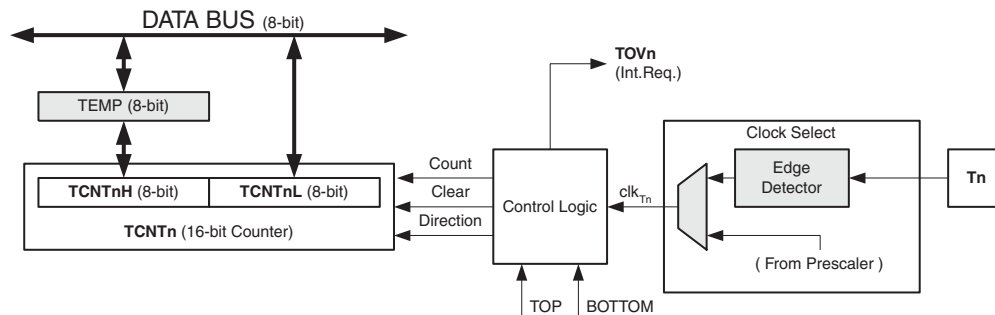 DATA BUS (8-bit)
TOVn
(Int.Req.)
TEMP (8-bit)
Clock Select
Count
Edge
Detector
Tn
TCNTnH (8-bit) TCNTnL (8-bit)
Clear
Control Logic
clkTn
TCNTn (16-bit Counter)
Direction
( From Prescaler )
TOP
BOTTOM